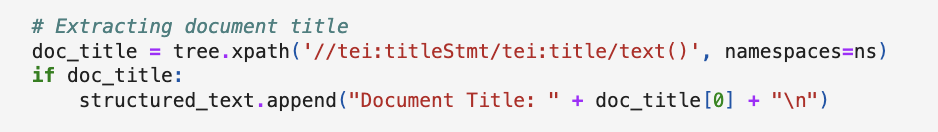 # Extracting document title
doc_title = tree.xpath('//tei:titleStmt/tei:title/text()', namespaces=ns)
if doc_title:
    structured_text.append("Document Title: " + doc_title[0] + "\n")